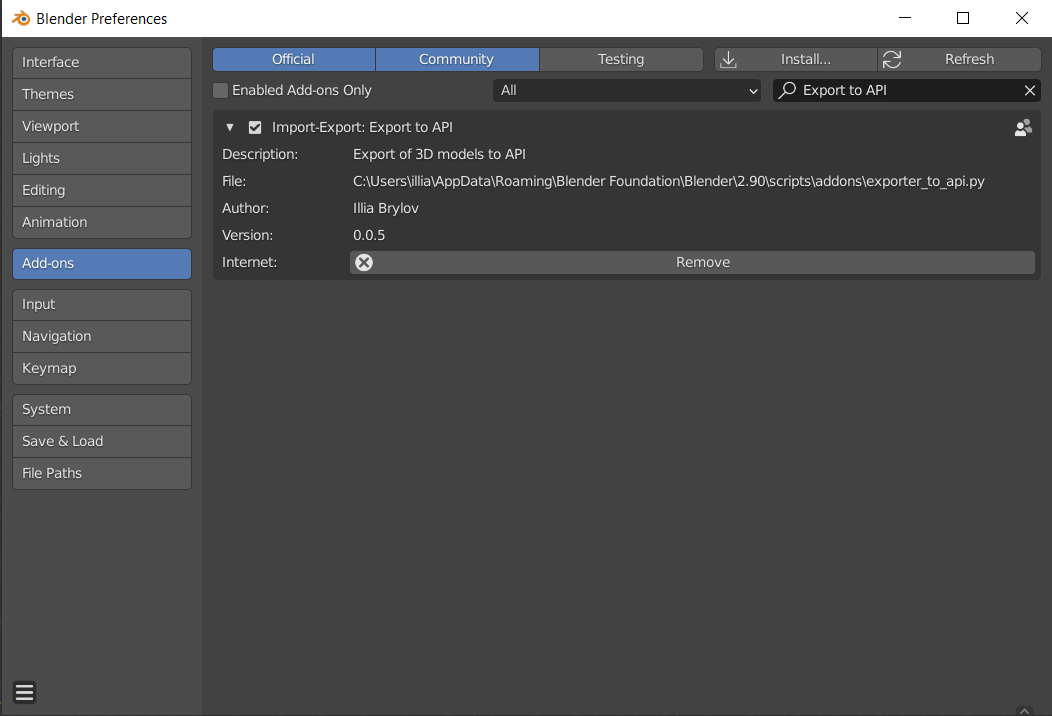 Blender Preferences
Interface
Themes
Viewport
Lights
Editing
Animation
Add-ons
Input
Navigation
Keymap
System
Save & Load
File Paths
Official Community Testing Install... Refresh
Enabled Add-ons Only All Export to API
Import-Export: Export to API
Description: Export of 3D models to API
File: C:\Users\illia\AppData\Roaming\Blender Foundation\Blender\2.90\scripts\addons\exporter_to_api.py
Author: Illia Brylov
Version: 0.0.5
Internet: Remove